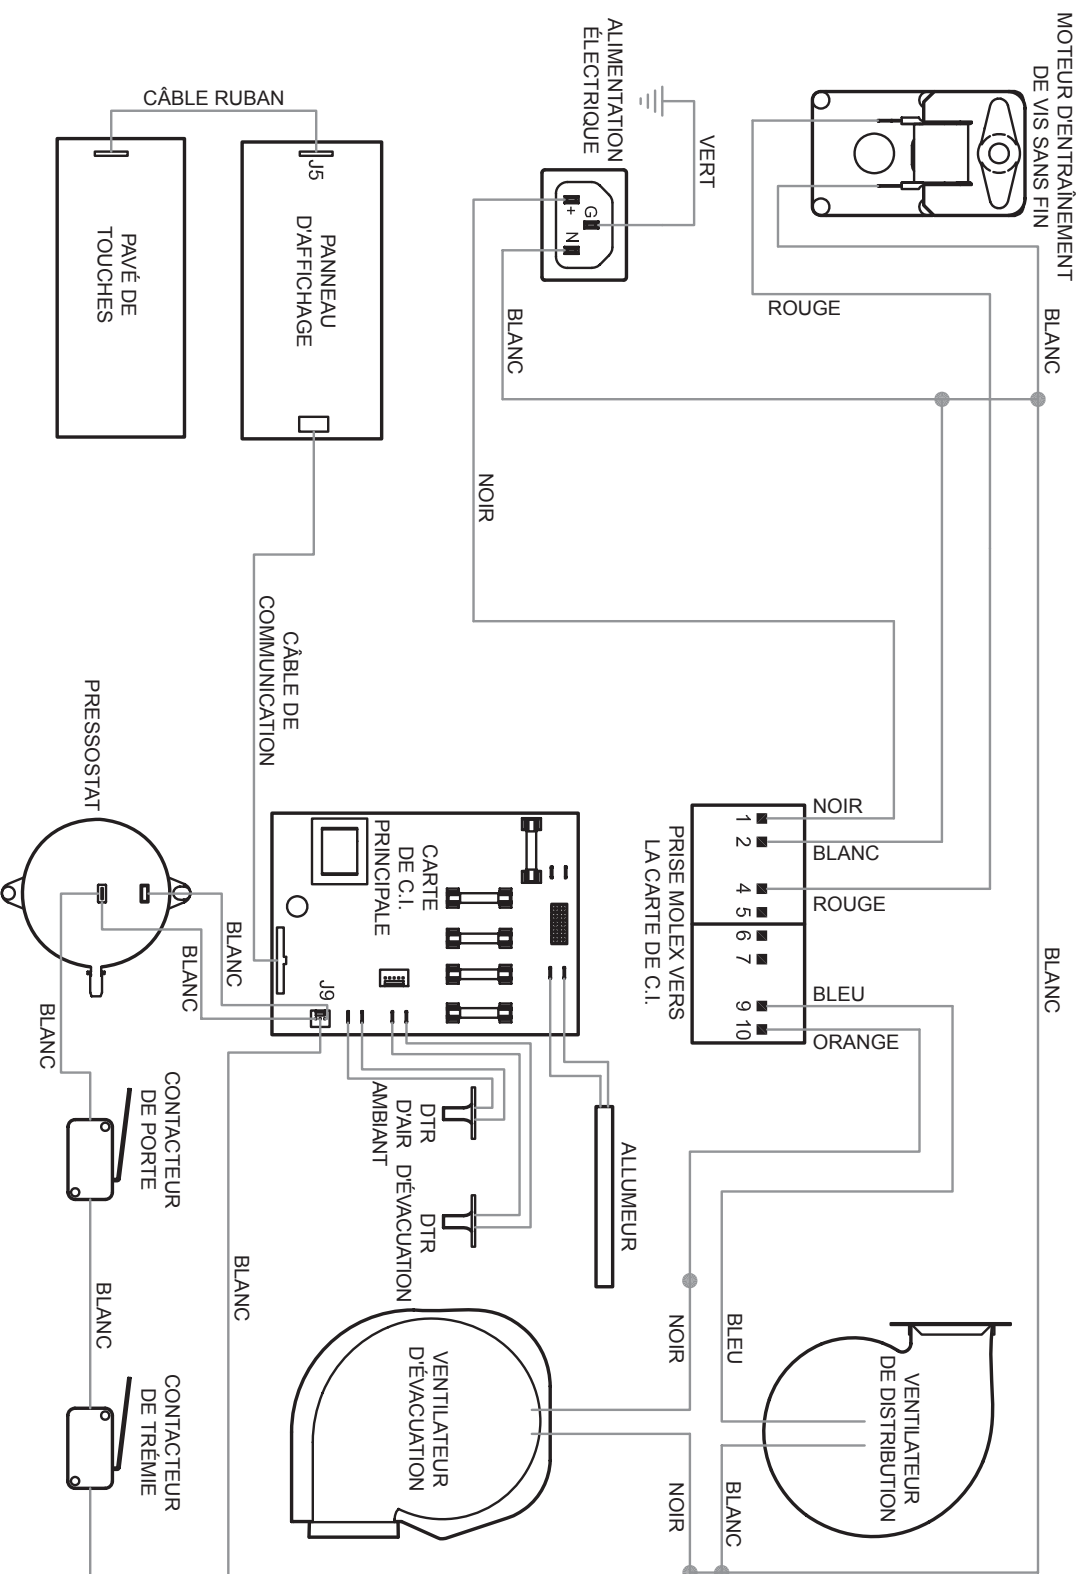 MOTEUR D'ENTRAÎNEMENT
DE VIS SANS FIN
BLANC
BLANC
ROUGE
ALIMENTATION
ÉLECTRIQUE
VERT
G
+
N
BLANC
NOIR
CÂBLE RUBAN
J5
PANNEAU
D'AFFICHAGE
PAVÉ DE
TOUCHES
CÂBLE DE
COMMUNICATION
NOIR
BLANC
ROUGE
BLEU
ORANGE
1
2
4
5
6
7
9
10
PRISE MOLEX VERS
LA CARTE DE C.I.
CARTE
DE C.I.
PRINCIPALE
J9
PRESSOSTAT
BLANC
BLANC
BLANC
ALLUMEUR
DTR
D'AIR
AMBIANT
DTR
D'ÉVACUATION
CONTACTEUR
DE PORTE
BLANC
BLANC
CONTACTEUR
DE TRÉMIE
VENTILATEUR
D'ÉVACUATION
NOIR
NOIR
BLEU
BLANC
VENTILATEUR
DE DISTRIBUTION